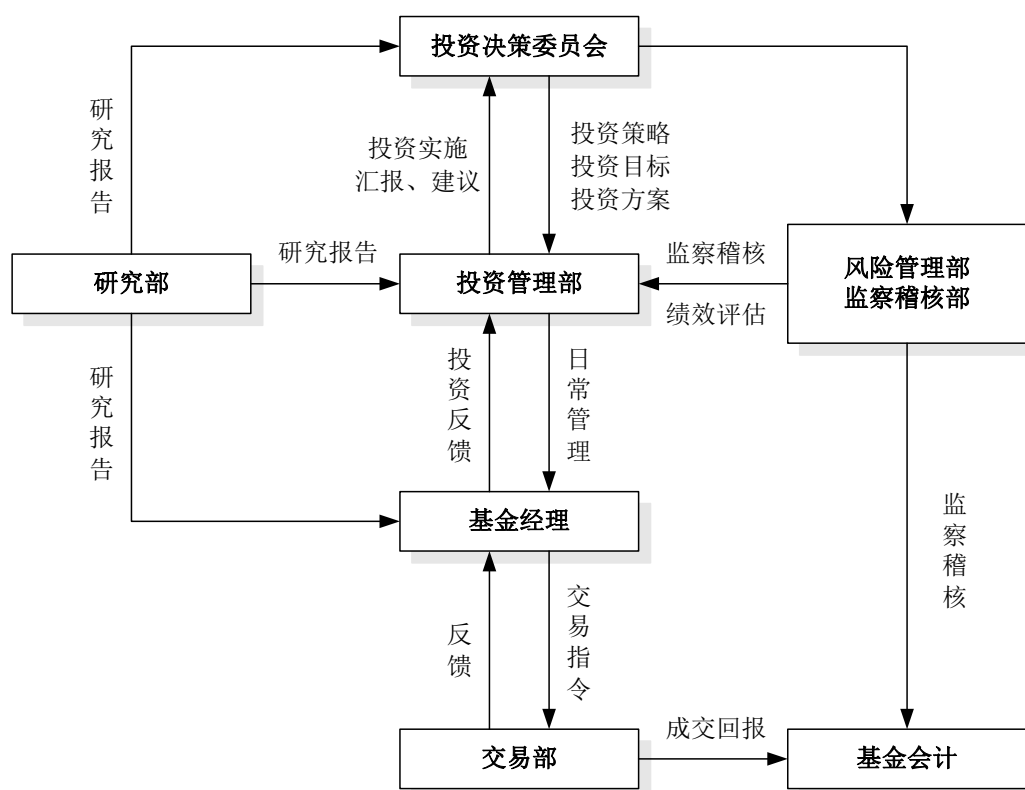 投资决策委员会
研究报告
投资实施
汇报、建议
投资策略
投资目标
投资方案
研究部
研究报告
投资管理部
监察稽核
绩效评估
风险管理部
监察稽核部
研究报告
投资反馈
日常管理
基金经理
监察稽核
反馈
交易指令
交易部
成交回报
基金会计